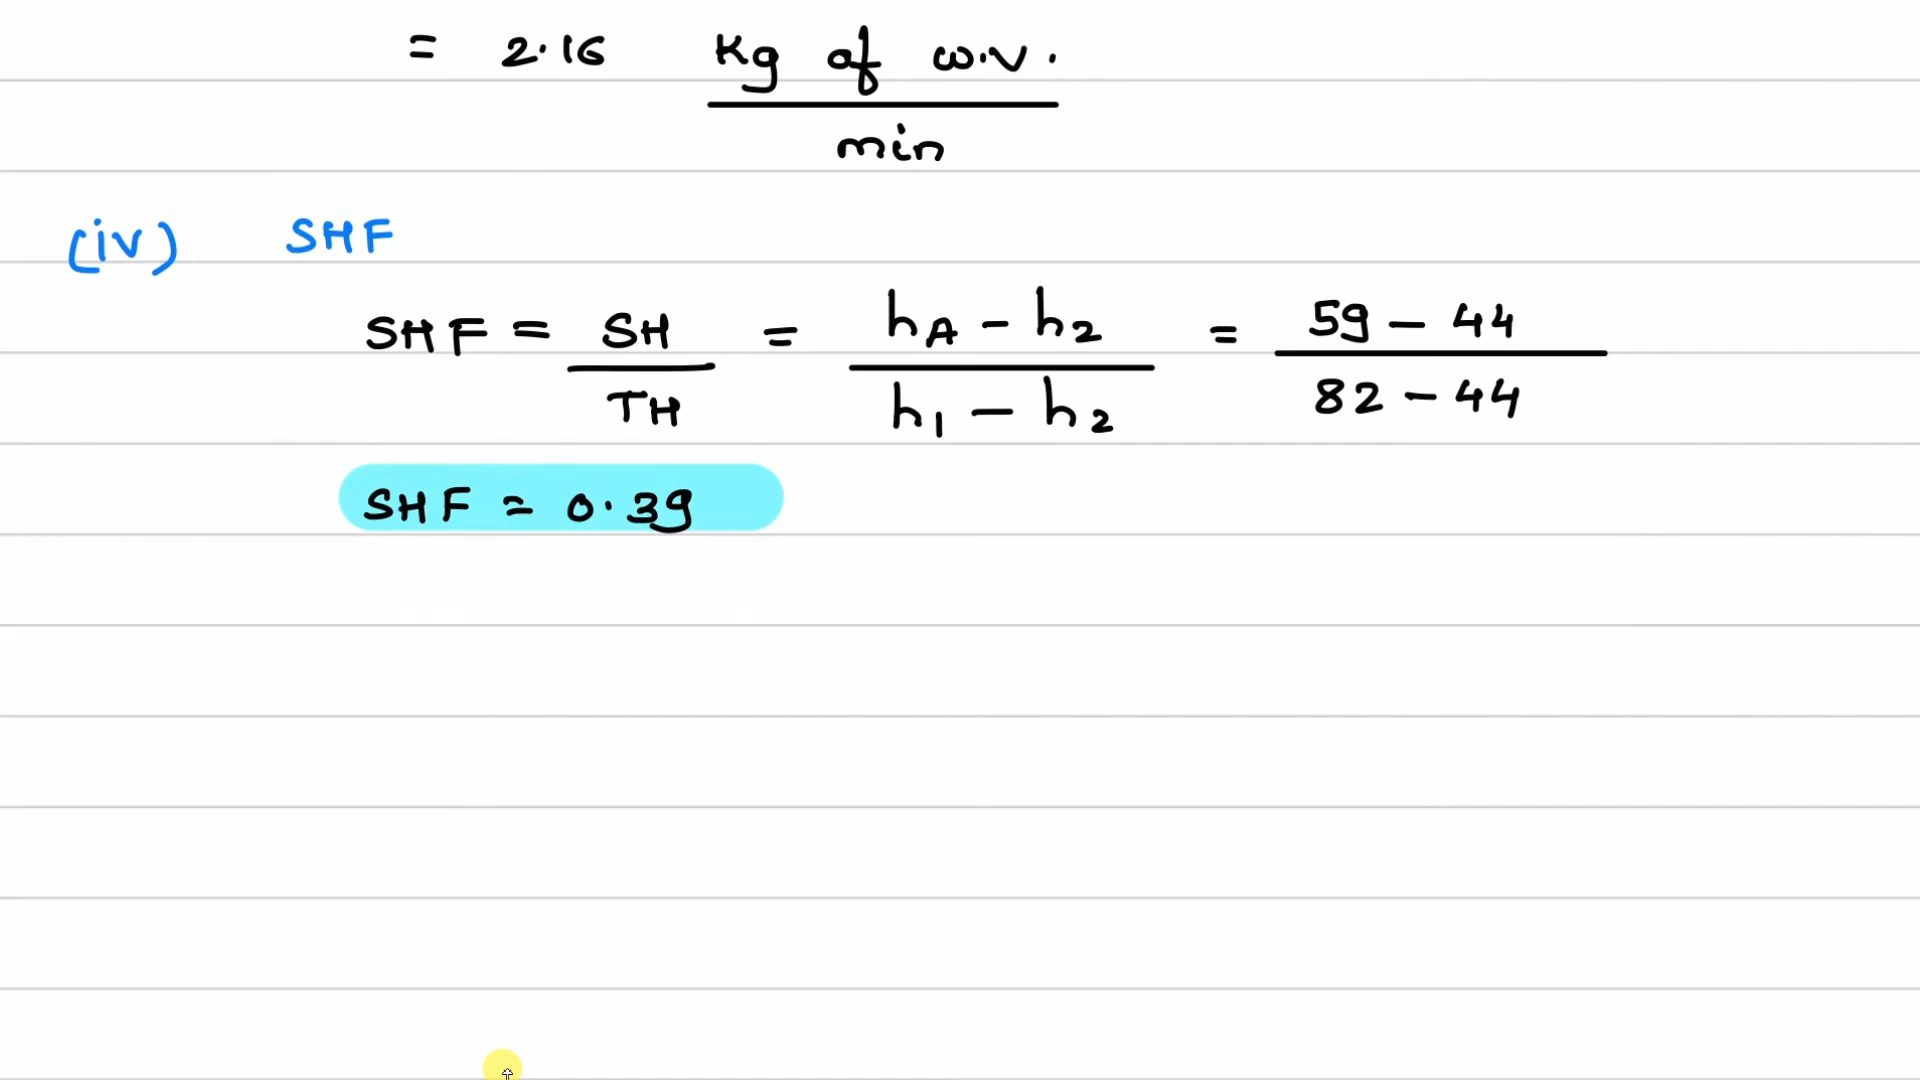 = 2.16 Kg of w.v. / min
(iv) SHF
SHF = SH / TH = hA - h2 / h1 - h2 = 59 - 44 / 82 - 44
SHF = 0.39